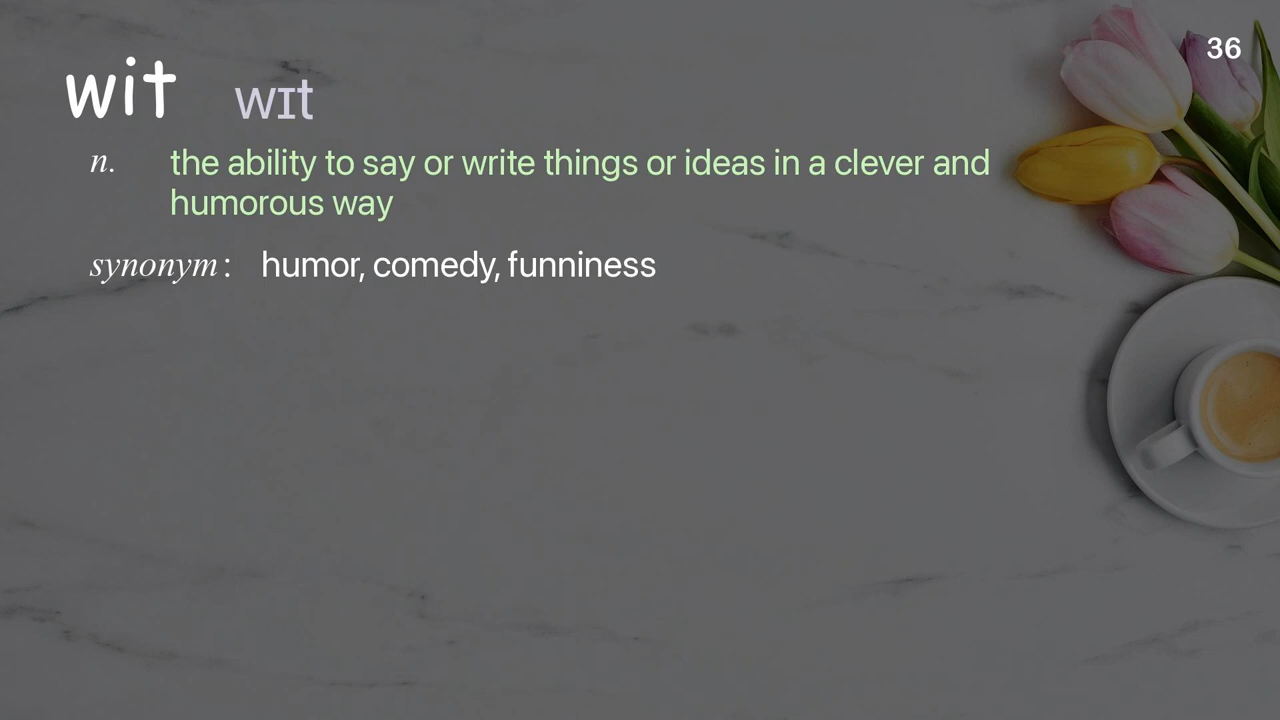 36
wit wɪt
n. the ability to say or write things or ideas in a clever and
humorous way
synonym: humor, comedy, funniness